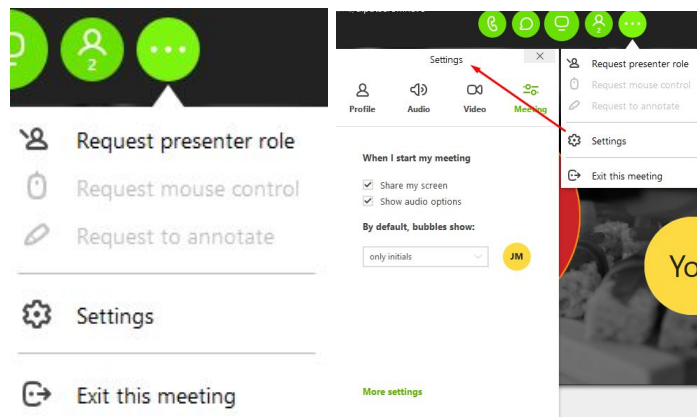 2
Request presenter role
Request mouse control
Request to annotate
Settings
Exit this meeting
2
Settings
Profile Audio Video Meeting
When I start my meeting
Share my screen
Show audio options
By default, bubbles show:
only initials
JM
More settings
Request presenter role
Request mouse control
Request to annotate
Settings
Exit this meeting
Yo